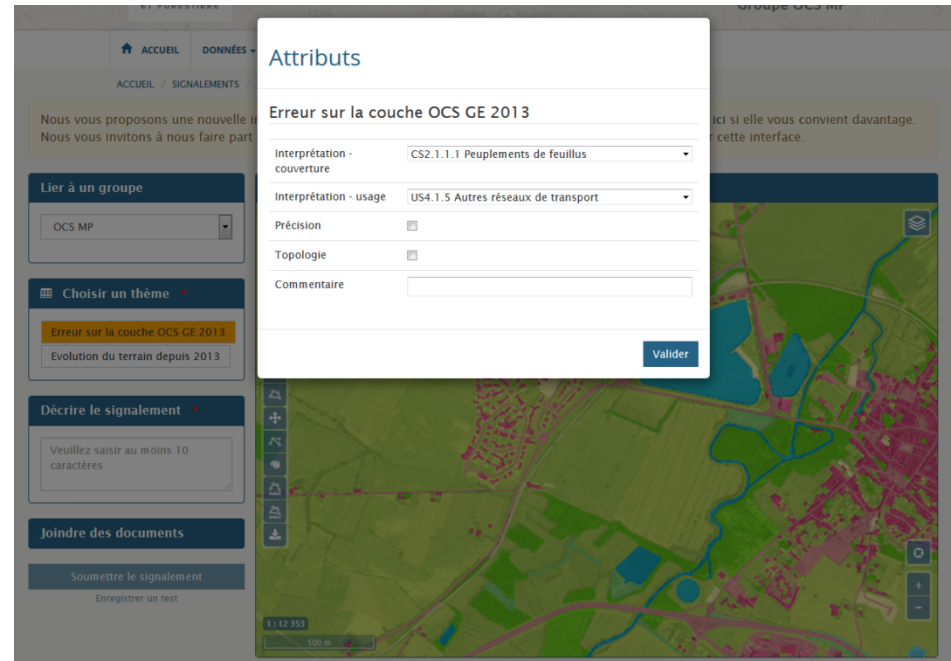 ET FORESTIÈRE
Groupe OCS MP
ACCUEIL DONNÉES
ACCUEIL / SIGNALEMENTS /
Attributs
Erreur sur la couche OCS GE 2013
Interprétation -
couverture
CS2.1.1.1 Peuplements de feuillus
Interprétation - usage
US4.1.5 Autres réseaux de transport
Précision
Topologie
Commentaire
Valider
Nous vous proposons une nouvelle
ici si elle vous convient davantage.
Nous vous invitons à nous faire part
cette interface.
Lier à un groupe
OCS MP
Choisir un thème *
Erreur sur la couche OCS GE 2013
Evolution du terrain depuis 2013
Décrire le signalement *
Veuillez saisir au moins 10
caractères
Joindre des documents
Soumettre le signalement
Enregistrer un test
1 : 12 353
500 m